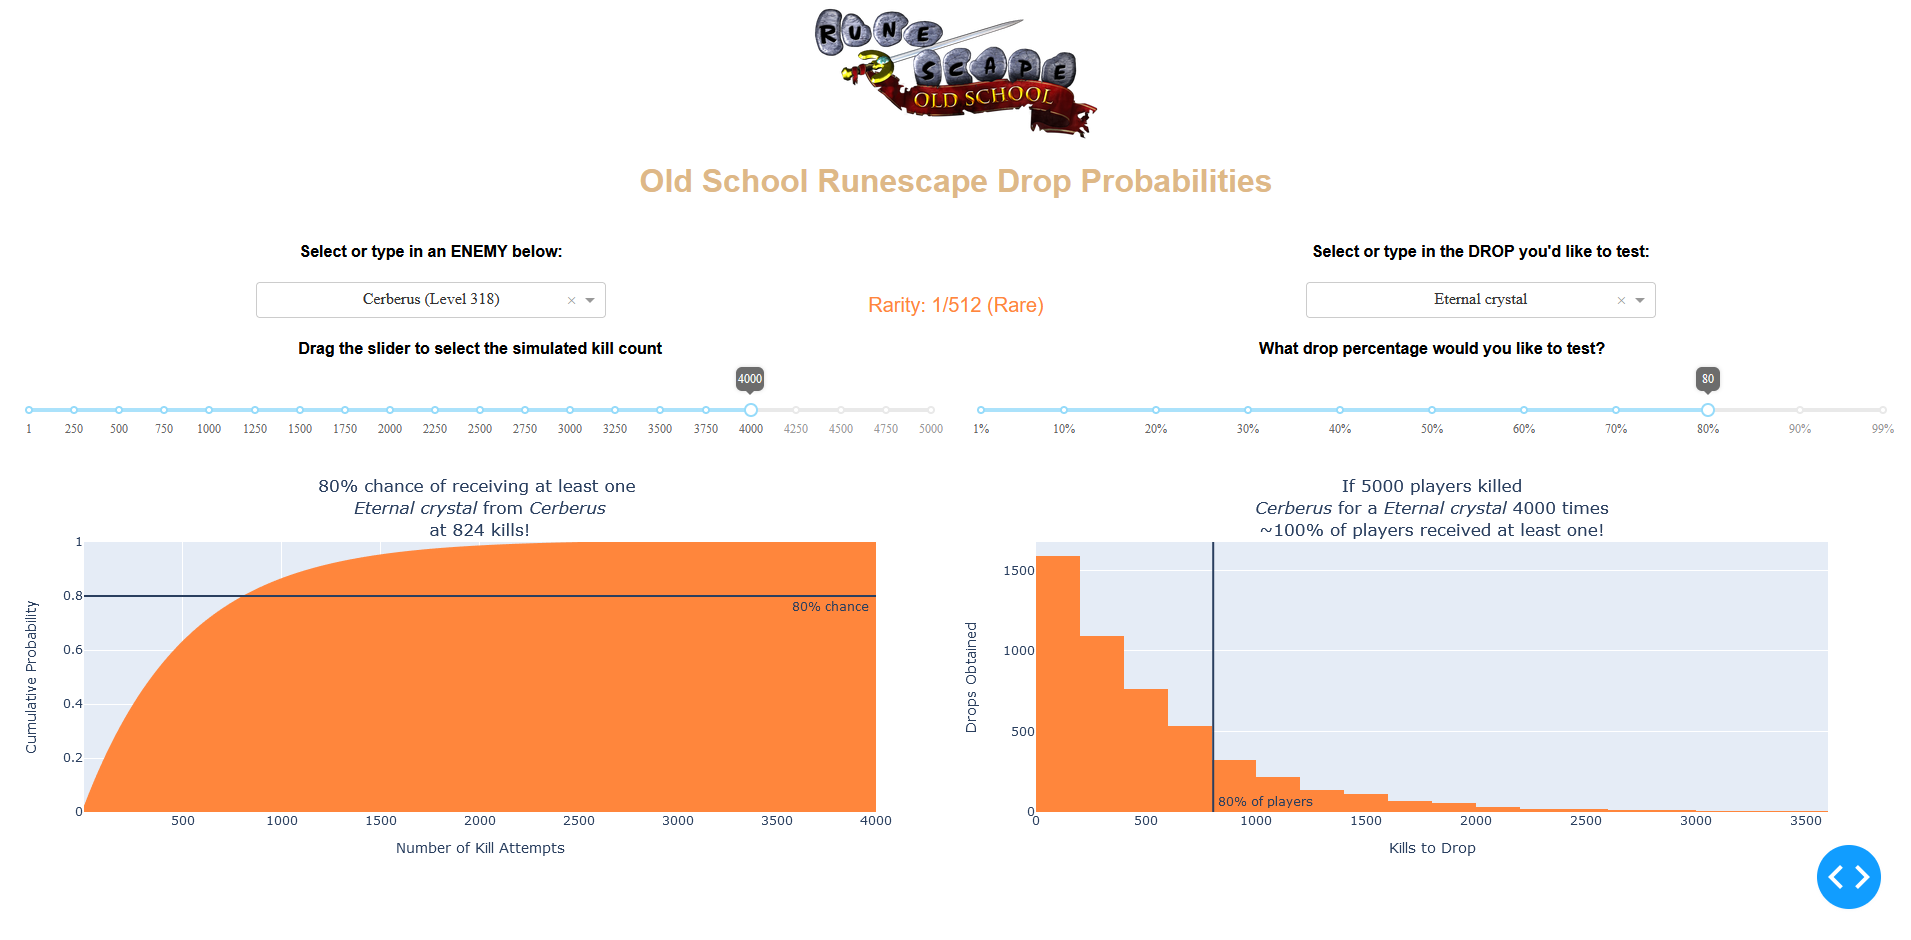 RUNE
SCAPE
OLD SCHOOL
Old School Runescape Drop Probabilities
Select or type in an ENEMY below:
Select or type in the DROP you'd like to test:
Cerberus (Level 318)
×
Rarity: 1/512 (Rare)
Eternal crystal
×
Drag the slider to select the simulated kill count
What drop percentage would you like to test?
4000
80
1 250 500 750 1000 1250 1500 1750 2000 2250 2500 2750 3000 3250 3500 3750 4000 4250 4500 4750 5000
1% 10% 20% 30% 40% 50% 60% 70% 80% 90% 99%
80% chance of receiving at least one
Eternal crystal from Cerberus
at 824 kills!
1
0.8
0.6
0.4
0.2
0
Cumulative Probability
80% chance
500 1000 1500 2000 2500 3000 3500 4000
Number of Kill Attempts
If 5000 players killed
Cerberus for a Eternal crystal 4000 times
~100% of players received at least one!
1500
1000
500
0
Drops Obtained
80% of players
0 500 1000 1500 2000 2500 3000 3500
Kills to Drop